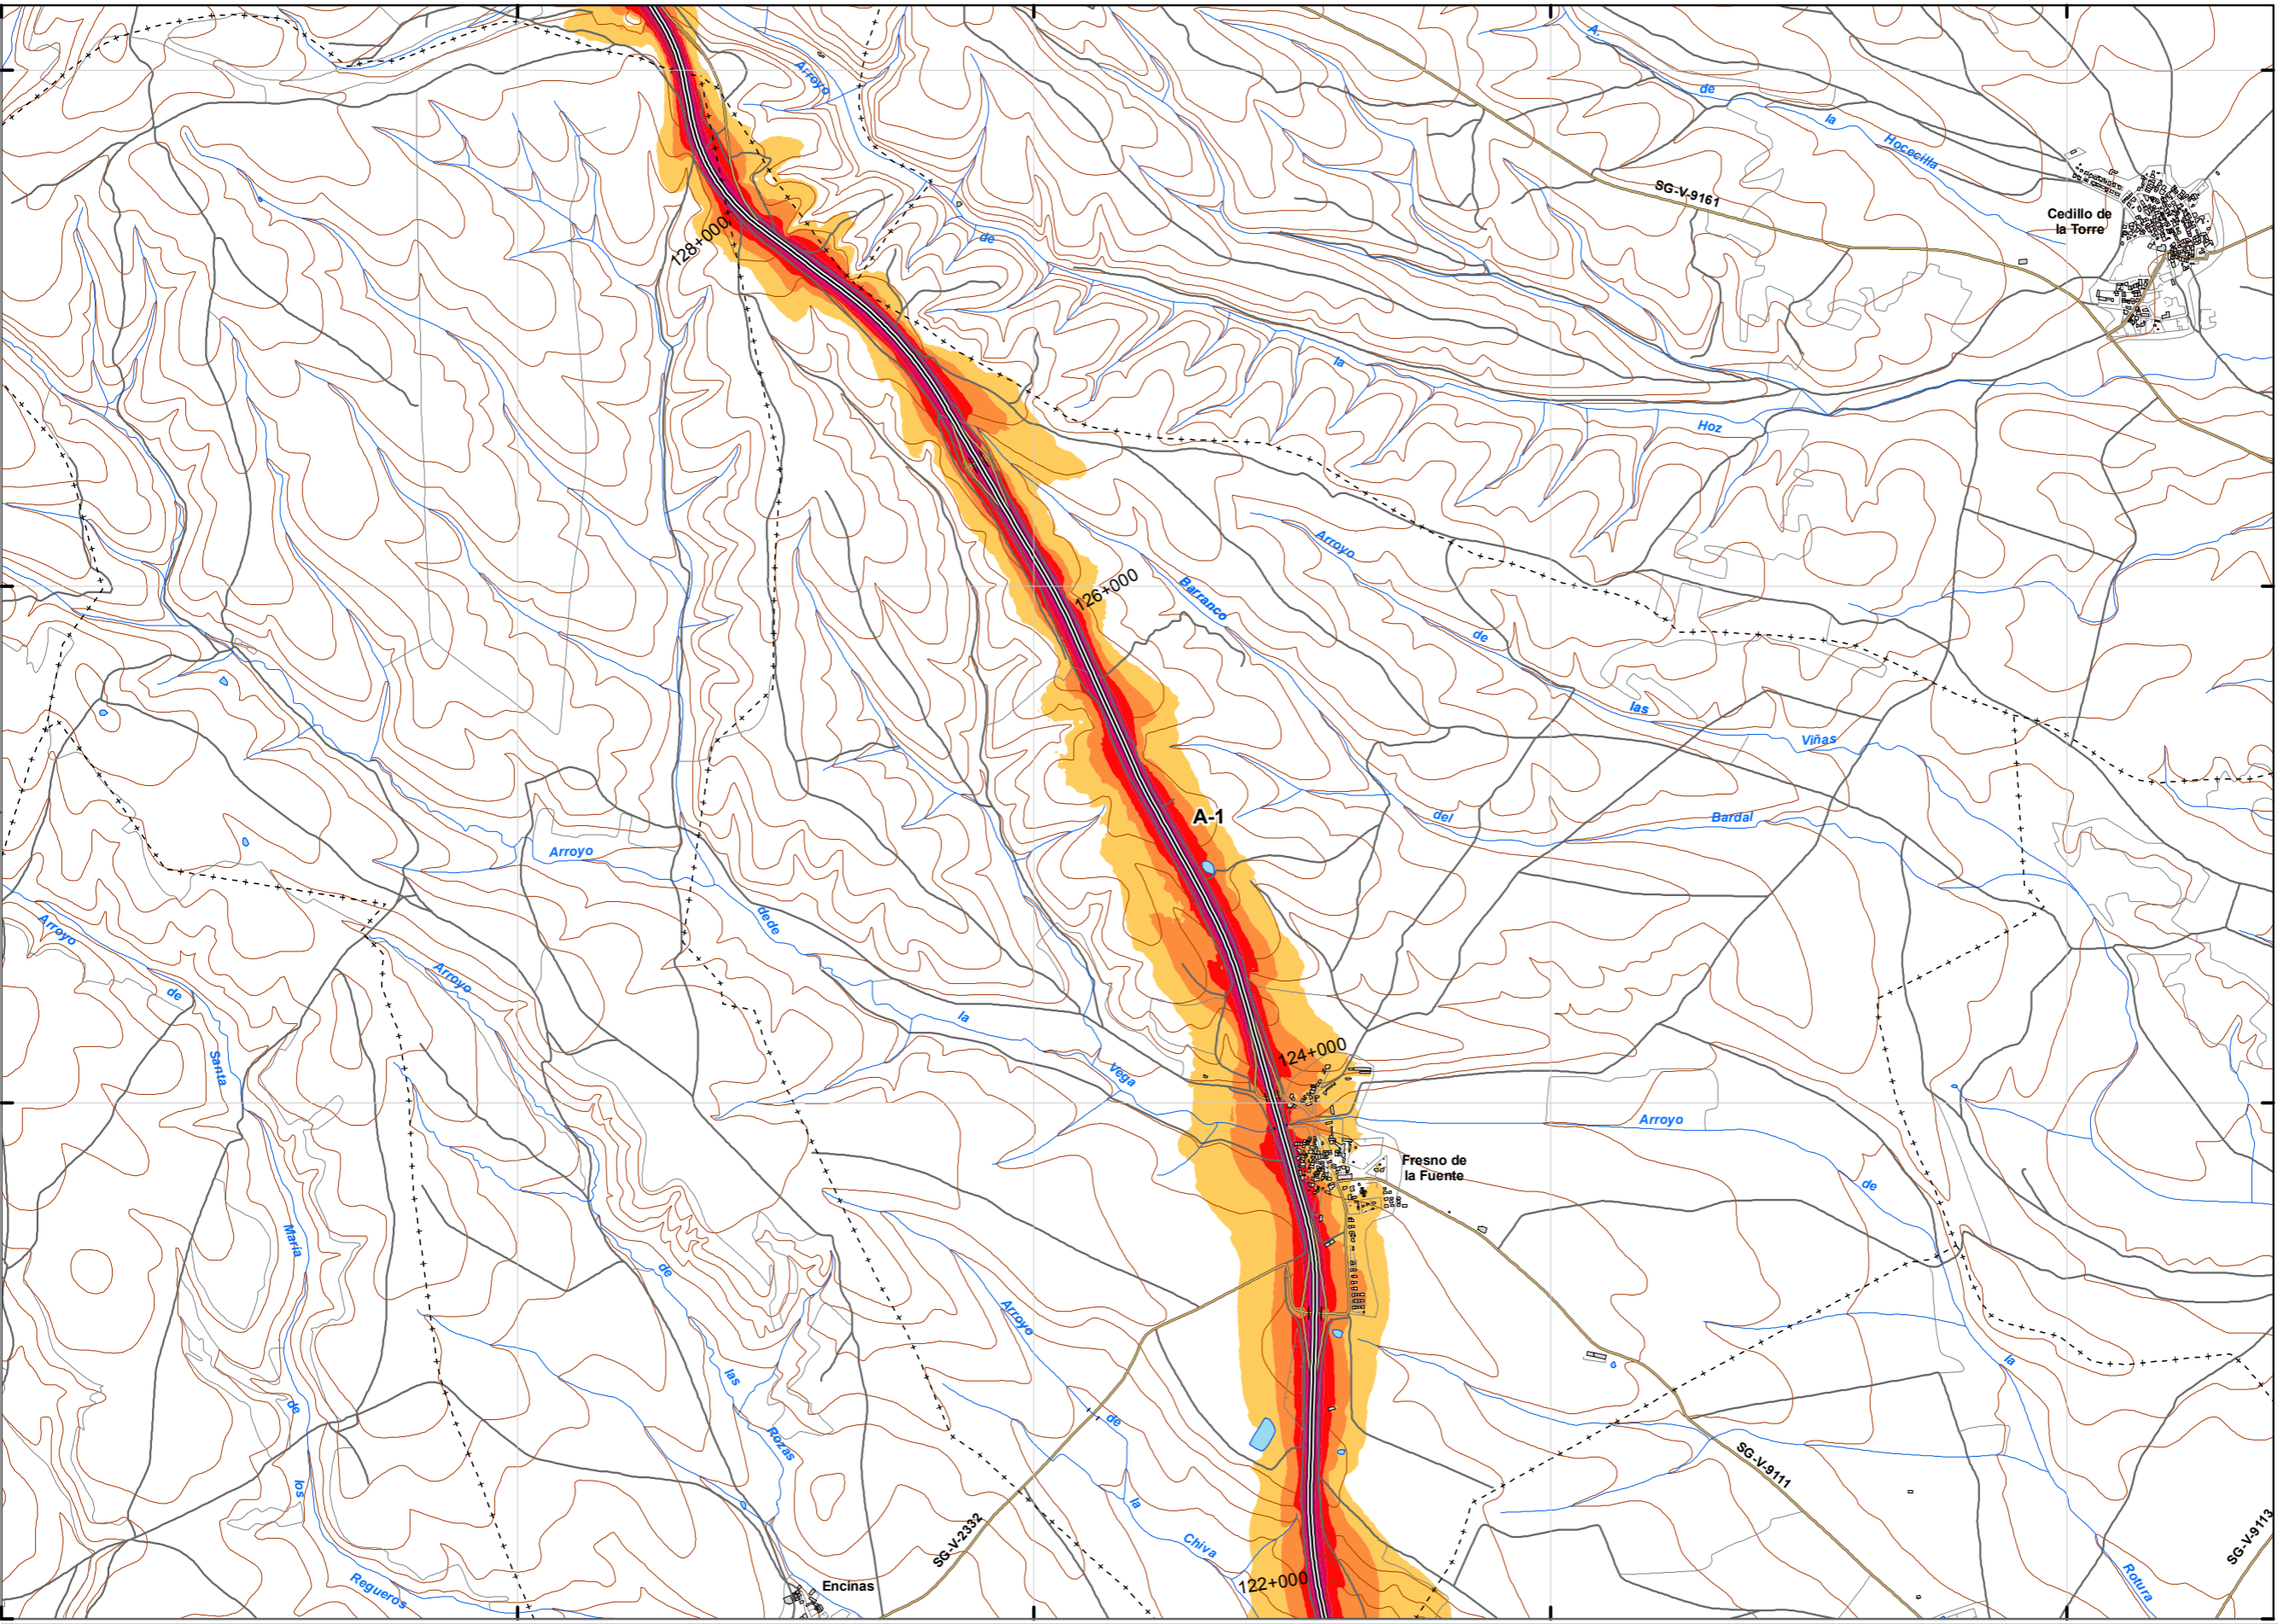 A.
de
la
Hocecilla
Arroyo
de
la
Hoz
SG-V-9161
Cedillo de
la Torre
128+000
126+000
Barranco
del
Bardal
Arroyo
de
las
Viñas
A-1
Arroyo
dede
la
Vega
Arroyo
de
Santa
María
de
los
Regueros
Arroyo
de
las
Rozas
124+000
Fresno de
la Fuente
Arroyo
de
la
Rotura
Arroyo
de
la
Chiva
SG-V-9111
SG-V-9113
SG-V-2332
122+000
Encinas